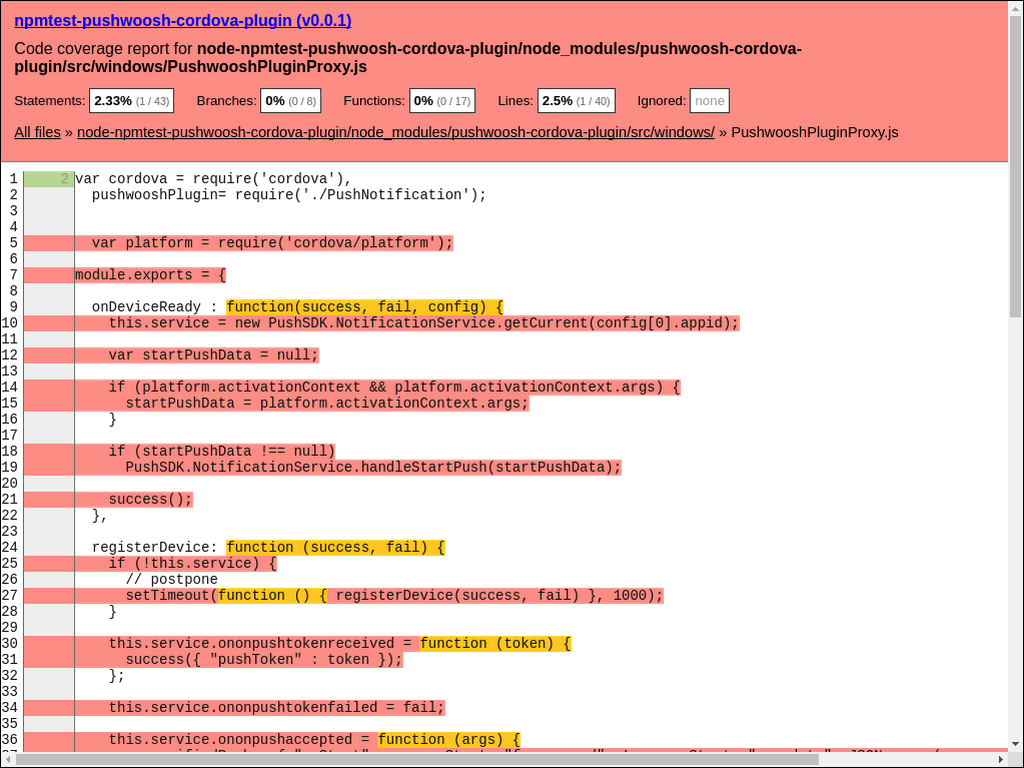 npmtest-pushwoosh-cordova-plugin (v0.0.1)
Code coverage report for node-npmtest-pushwoosh-cordova-plugin/node_modules/pushwoosh-cordova-
plugin/src/windows/PushwooshPluginProxy.js
Statements: 2.33% (1 / 43) Branches: 0% (0 / 8) Functions: 0% (0 / 17) Lines: 2.5% (1 / 40) Ignored: none
All files » node-npmtest-pushwoosh-cordova-plugin/node_modules/pushwoosh-cordova-plugin/src/windows/ » PushwooshPluginProxy.js
1 2 var cordova = require('cordova'),
2 pushwooshPlugin= require('./PushNotification');
3
4
5 var platform = require('cordova/platform');
6
7 module.exports = {
8
9 onDeviceReady : function(success, fail, config) {
10 this.service = new PushSDK.NotificationService.getCurrent(config[0].appid);
11
12 var startPushData = null;
13
14 if (platform.activationContext && platform.activationContext.args) {
15 startPushData = platform.activationContext.args;
16 }
17
18 if (startPushData !== null)
19 PushSDK.NotificationService.handleStartPush(startPushData);
20
21 success();
22 },
23
24 registerDevice: function (success, fail) {
25 if (!this.service) {
26 // postpone
27 setTimeout(function () { registerDevice(success, fail) }, 1000);
28 }
29
30 this.service.ononpushtokenreceived = function (token) {
31 success({ "pushToken" : token });
32 };
33
34 this.service.ononpushtokenfailed = fail;
35
36 this.service.ononpushaccepted = function (args) {